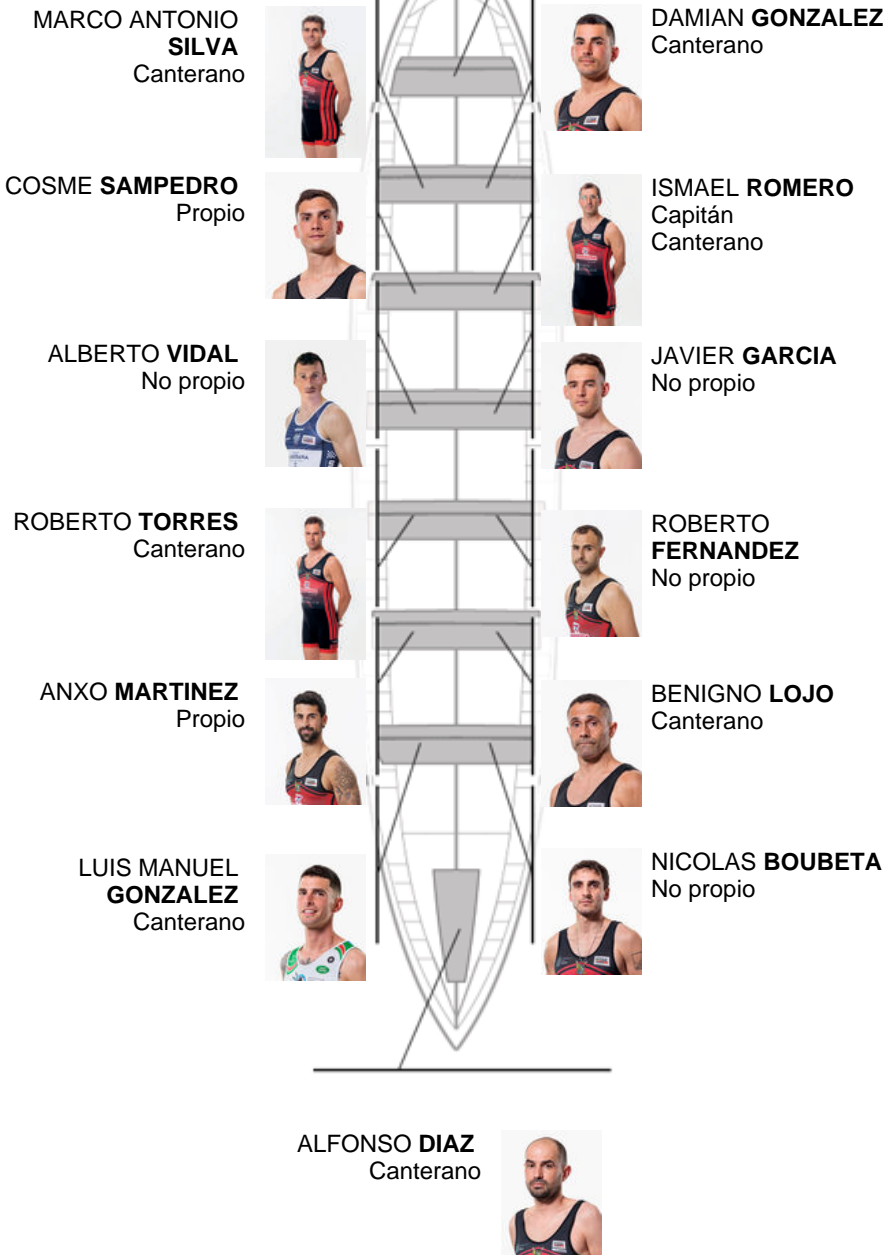 MARCO ANTONIO
SILVA
Canterano
DAMIAN GONZALEZ
Canterano
COSME SAMPEDRO
Propio
ISMAEL ROMERO
Capitán
Canterano
ALBERTO VIDAL
No propio
JAVIER GARCIA
No propio
ROBERTO TORRES
Canterano
ROBERTO
FERNANDEZ
No propio
ANXO MARTINEZ
Propio
BENIGNO LOJO
Canterano
LUIS MANUEL
GONZALEZ
Canterano
NICOLAS BOUBETA
No propio
ALFONSO DIAZ
Canterano